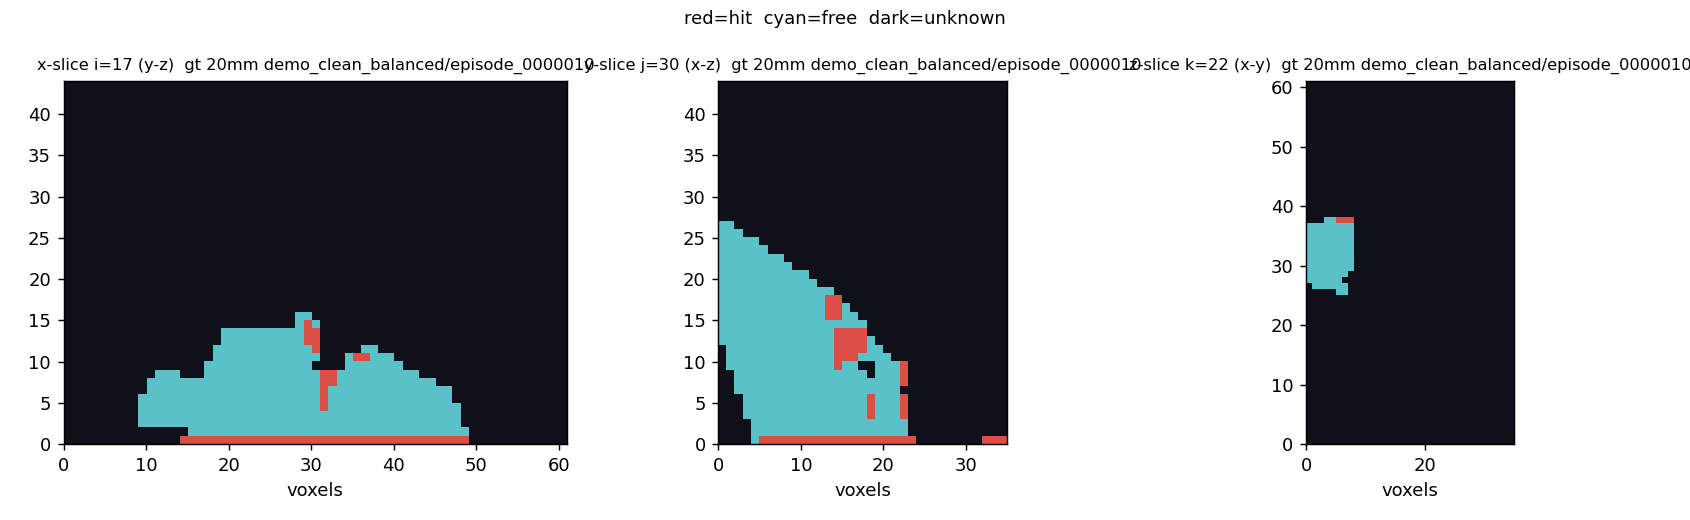 red=hit cyan=free dark=unknown
x-slice i=17 (y-z) gt 20mm demo_clean_balanced/episode_0000010
y-slice j=30 (x-z) gt 20mm demo_clean_balanced/episode_0000010
z-slice k=22 (x-y) gt 20mm demo_clean_balanced/episode_0000010
40
35
30
25
20
15
10
5
0
0 10 20 30 40 50 60
voxels
40
35
30
25
20
15
10
5
0
0 10 20 30
voxels
60
50
40
30
20
10
0
0 20
voxels